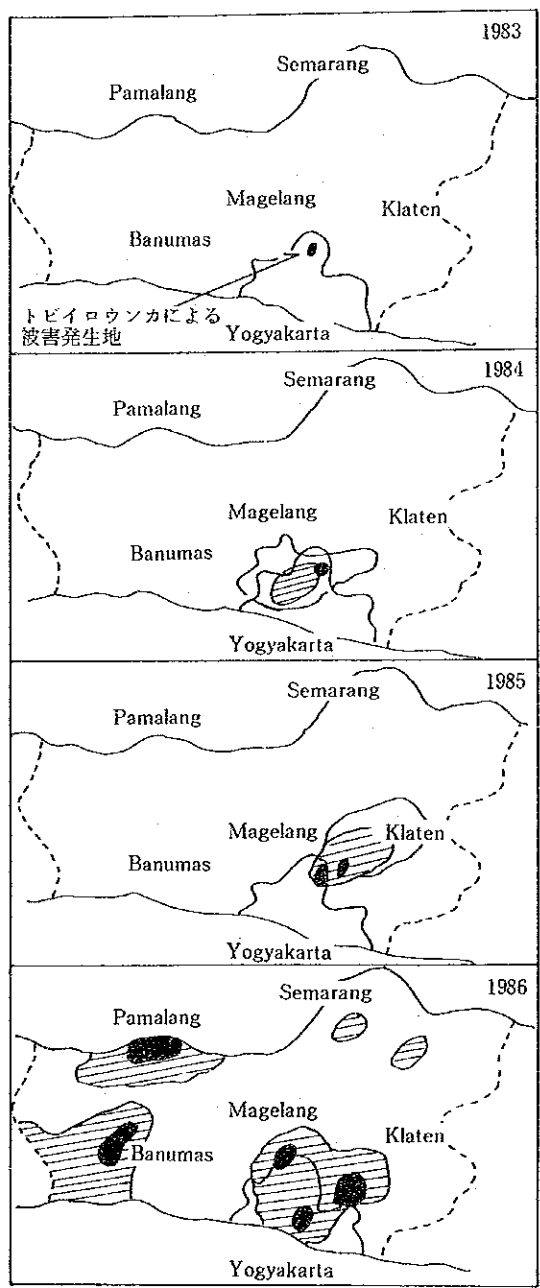 1983
Semarang
Pamalang
Magelang
Klaten
Banumas
トビイロウンカによる
被害発生地
Yogyakarta
1984
Semarang
Pamalang
Magelang
Klaten
Banumas
Yogyakarta
1985
Semarang
Pamalang
Magelang
Klaten
Banumas
Yogyakarta
1986
Semarang
Pamalang
Magelang
Klaten
Banumas
Yogyakarta